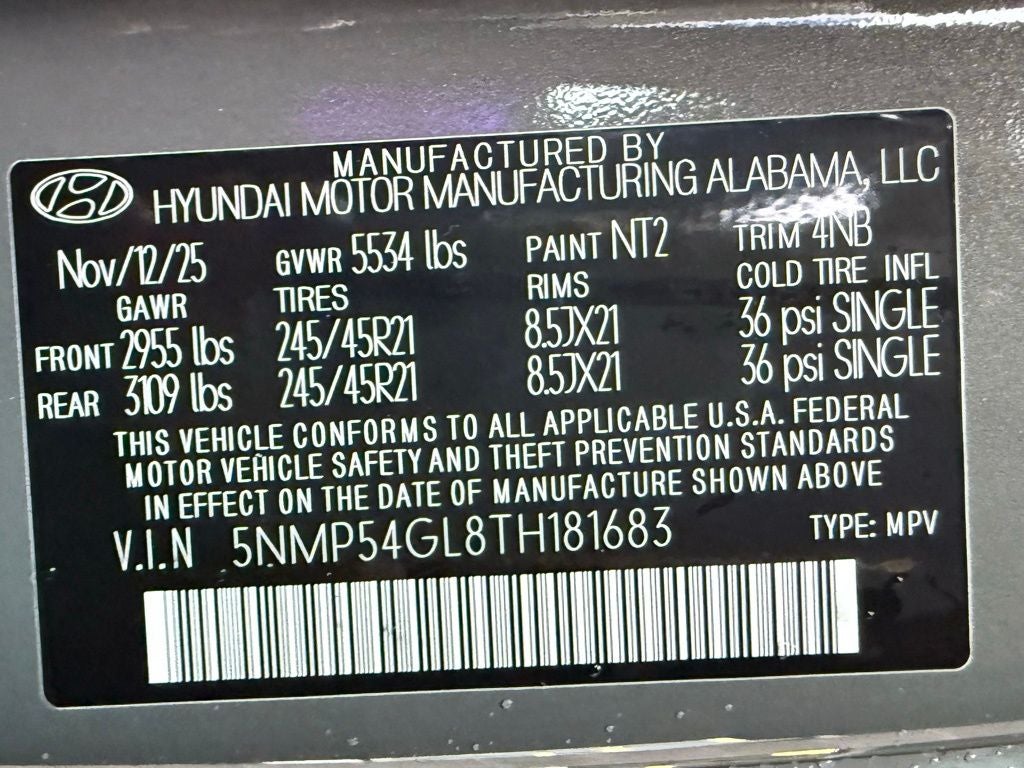 MANUFACTURED BY
HYUNDAI MOTOR MANUFACTURING ALABAMA, LLC
Nov/12/25 GVWR 5534 lbs PAINT NT2 TRIM 4NB
GAWR TIRES RIMS COLD TIRE INFL
FRONT 2955 lbs 245/45R21 8.5JX21 36 psi SINGLE
REAR 3109 lbs 245/45R21 8.5JX21 36 psi SINGLE
THIS VEHICLE CONFORMS TO ALL APPLICABLE U.S.A. FEDERAL
MOTOR VEHICLE SAFETY AND THEFT PREVENTION STANDARDS
IN EFFECT ON THE DATE OF MANUFACTURE SHOWN ABOVE
V.I.N 5NMP54GL8TH181683 TYPE: MPV